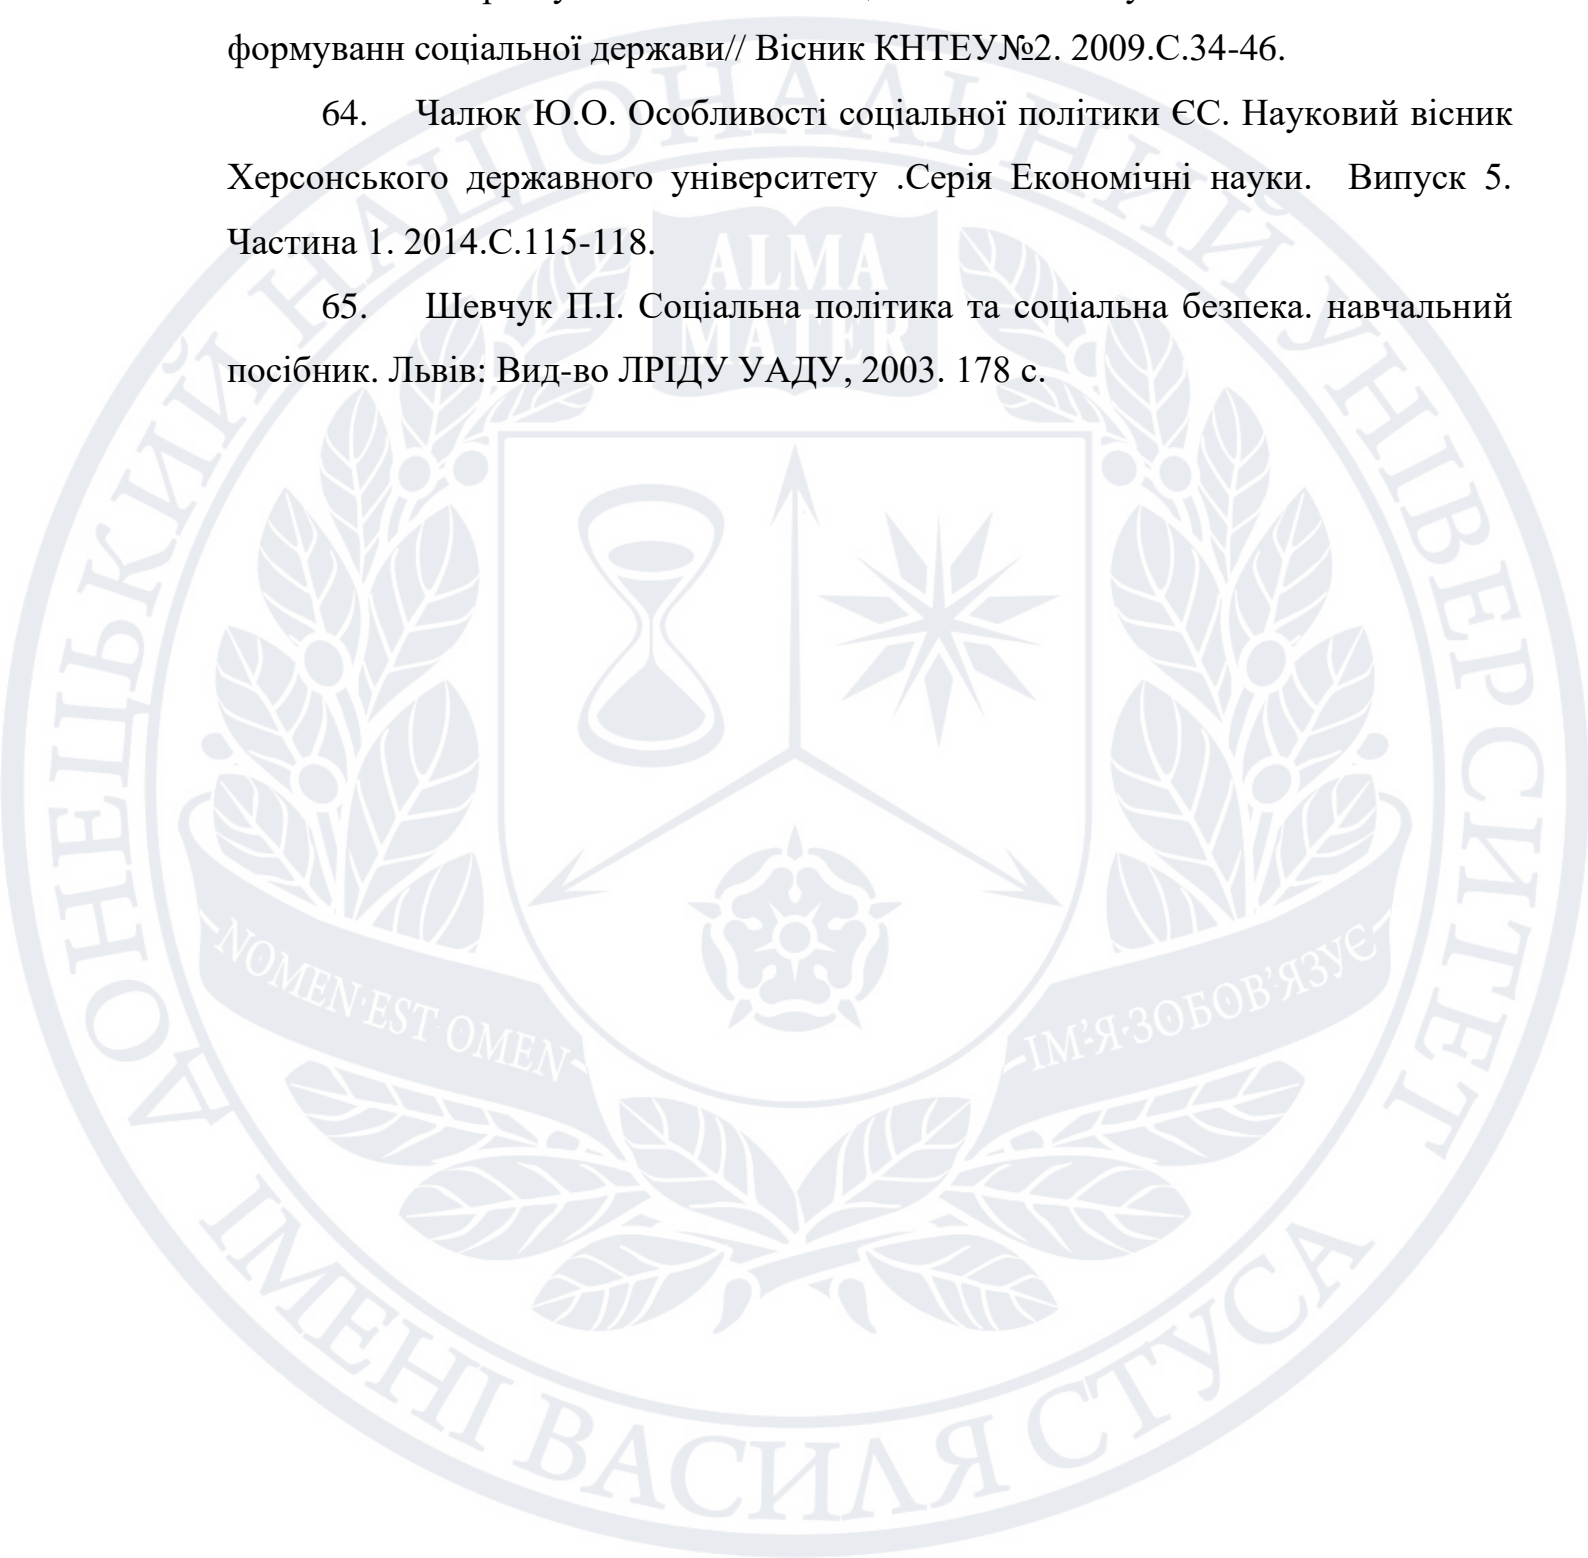 формуванн соціальної держави// Вісник КНТЕУ№2. 2009.С.34-46.
64. Чалюк Ю.О. Особливості соціальної політики ЄС. Науковий вісник
Херсонського державного університету .Серія Економічні науки. Випуск 5.
Частина 1. 2014.С.115-118.
65. Шевчук П.І. Соціальна політика та соціальна безпека. навчальний
посібник. Львів: Вид-во ЛРІДУ УАДУ, 2003. 178 с.
ДОНЕЦЬКИЙ НАЦІОНАЛЬНИЙ УНІВЕРСИТЕТ
ALMA
MATER
NOMEN·EST·OMEN
ІМ'Я·ЗОБОВ'ЯЗУЄ
ІМЕНІ ВАСИЛЯ СТУСА